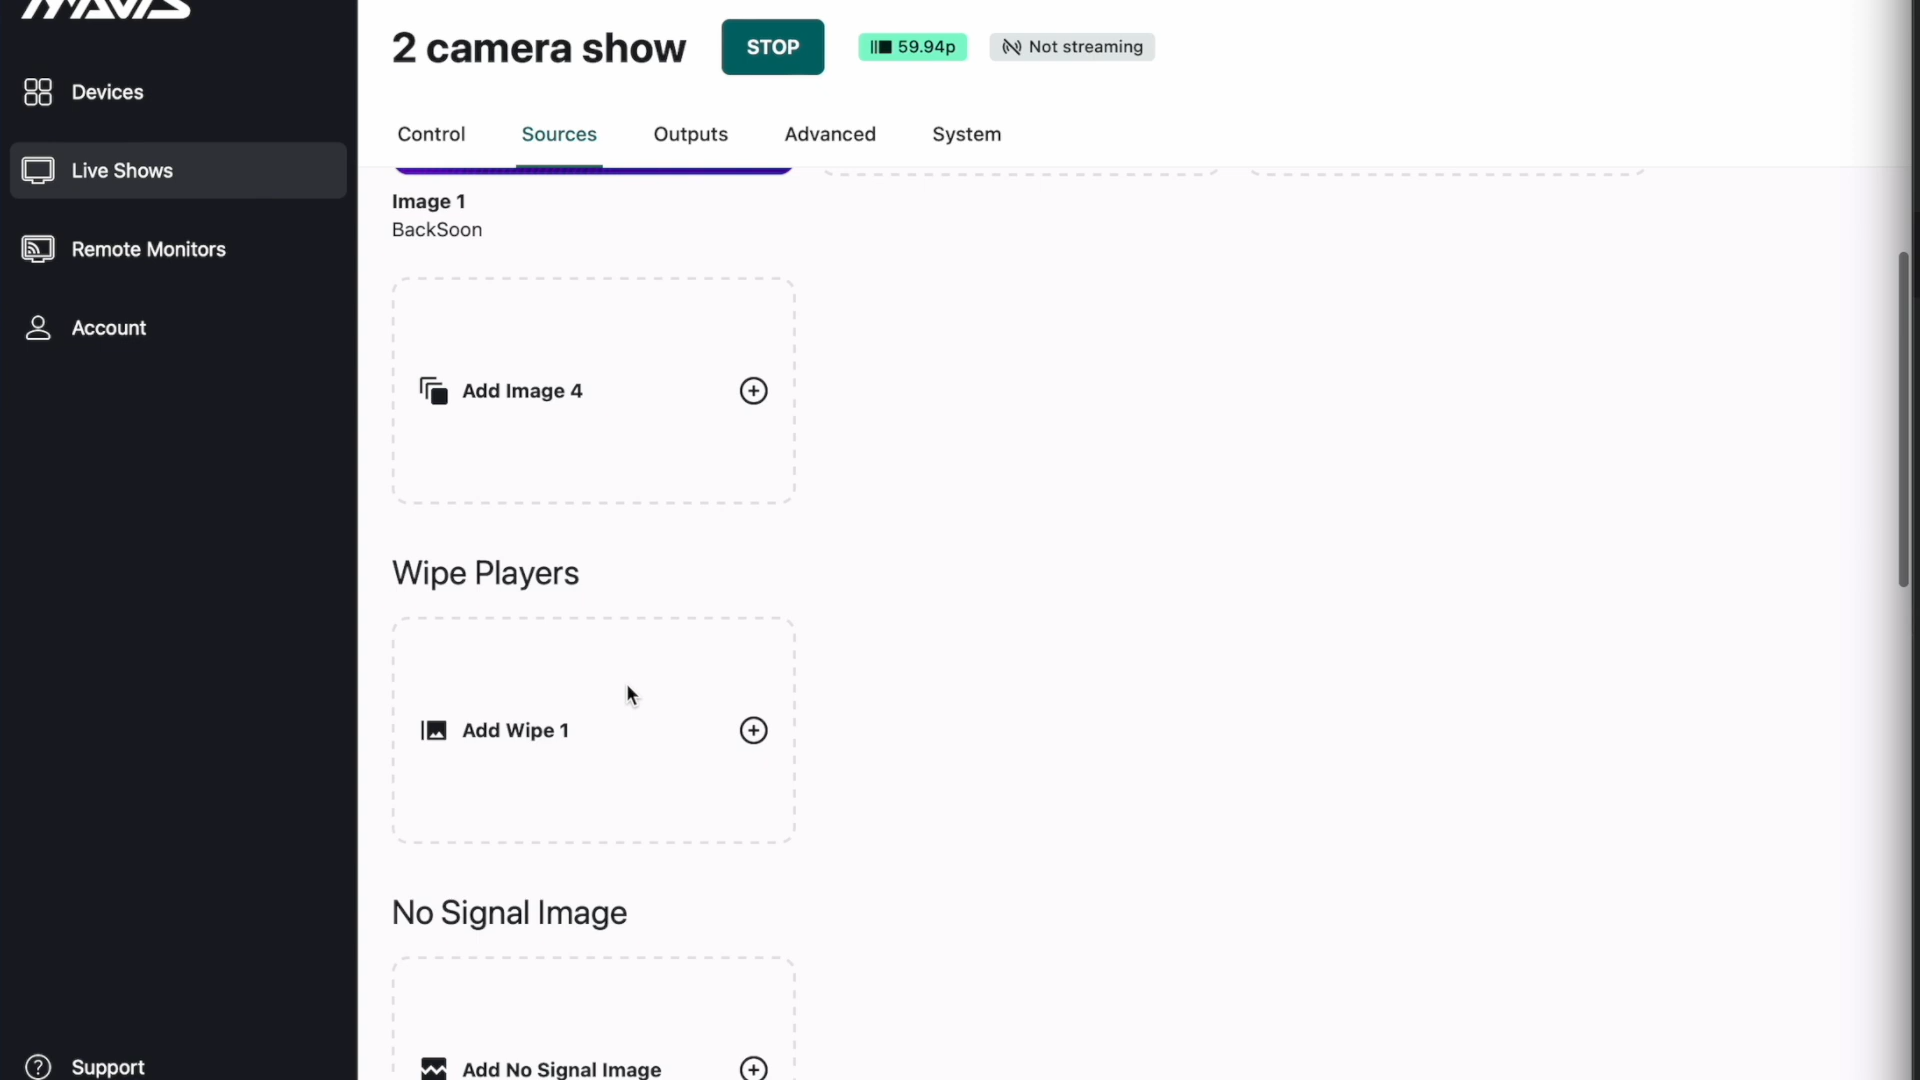 MAVIS
2 camera show
STOP
59.94p
Not streaming
Devices
Live Shows
Remote Monitors
Account
Support
Control
Sources
Outputs
Advanced
System
Image 1
BackSoon
Add Image 4
Wipe Players
Add Wipe 1
No Signal Image
Add No Signal Image